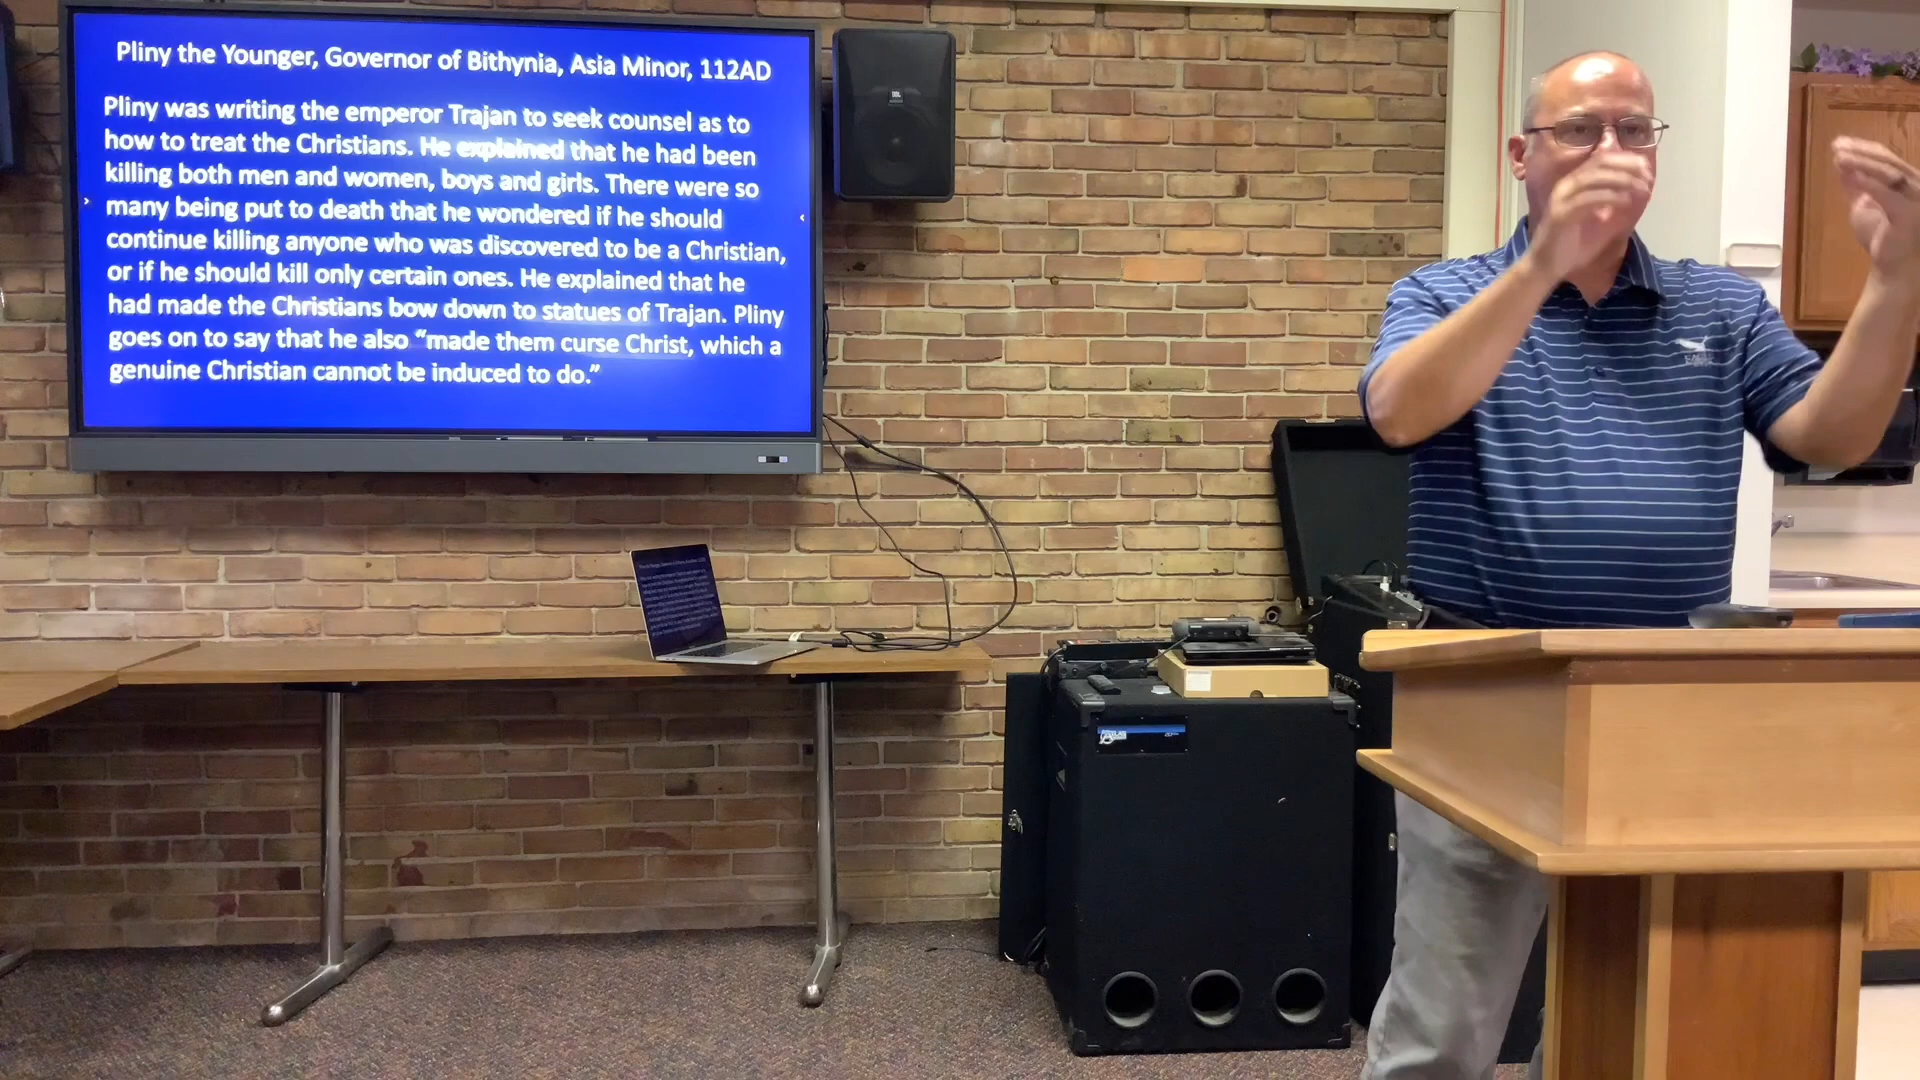 Pliny the Younger, Governor of Bithynia, Asia Minor, 112AD
Pliny was writing the emperor Trajan to seek counsel as to
how to treat the Christians. He explained that he had been
killing both men and women, boys and girls. There were so
many being put to death that he wondered if he should
continue killing anyone who was discovered to be a Christian,
or if he should kill only certain ones. He explained that he
had made the Christians bow down to statues of Trajan. Pliny
goes on to say that he also “made them curse Christ, which a
genuine Christian cannot be induced to do.”
JBL